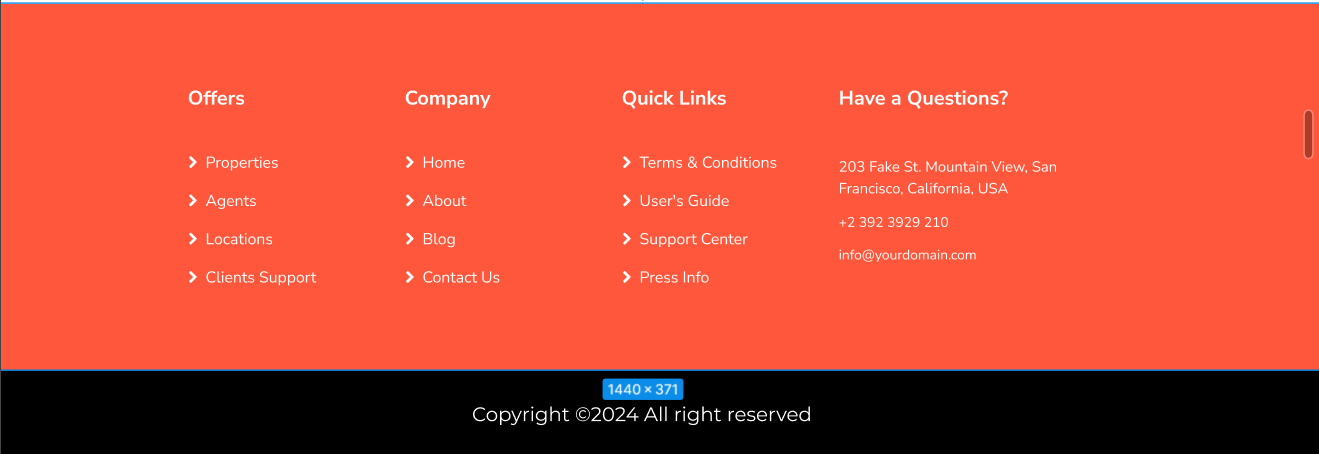 Offers
Properties
Agents
Locations
Clients Support
Company
Home
About
Blog
Contact Us
Quick Links
Terms & Conditions
User's Guide
Support Center
Press Info
Have a Questions?
203 Fake St. Mountain View, San
Francisco, California, USA
+2 392 3929 210
info@yourdomain.com
1440 × 371
Copyright ©2024 All right reserved